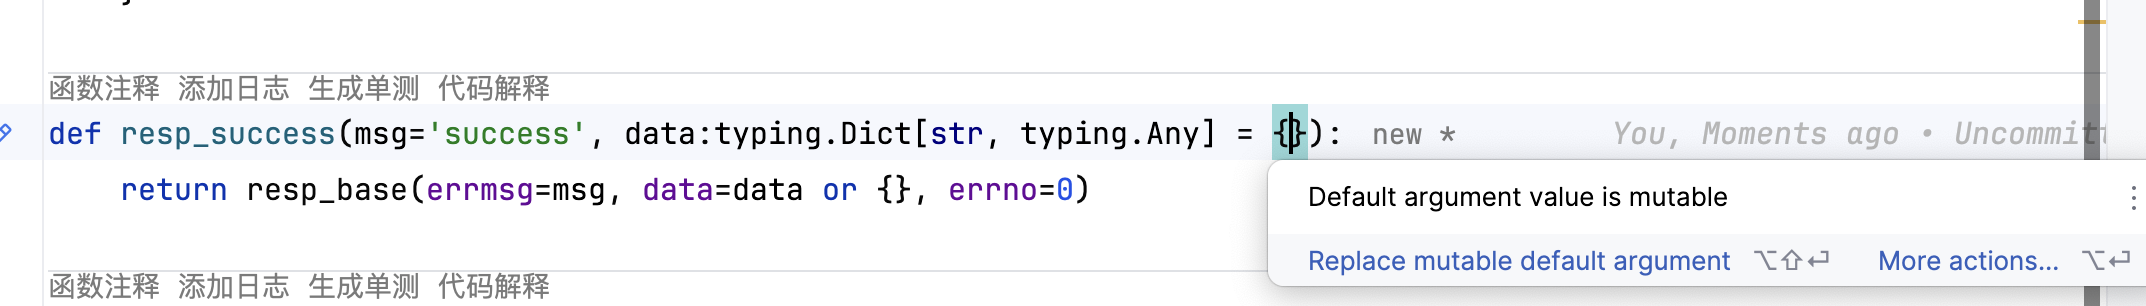 函数注释 添加日志 生成单测 代码解释
def resp_success(msg='success', data:typing.Dict[str, typing.Any] = {}): new * You, Moments ago • Uncommitt
return resp_base(errmsg=msg, data=data or {}, errno=0)
Default argument value is mutable
Replace mutable default argument ⌥⇧⏎ More actions... ⌥⏎
函数注释 添加日志 生成单测 代码解释